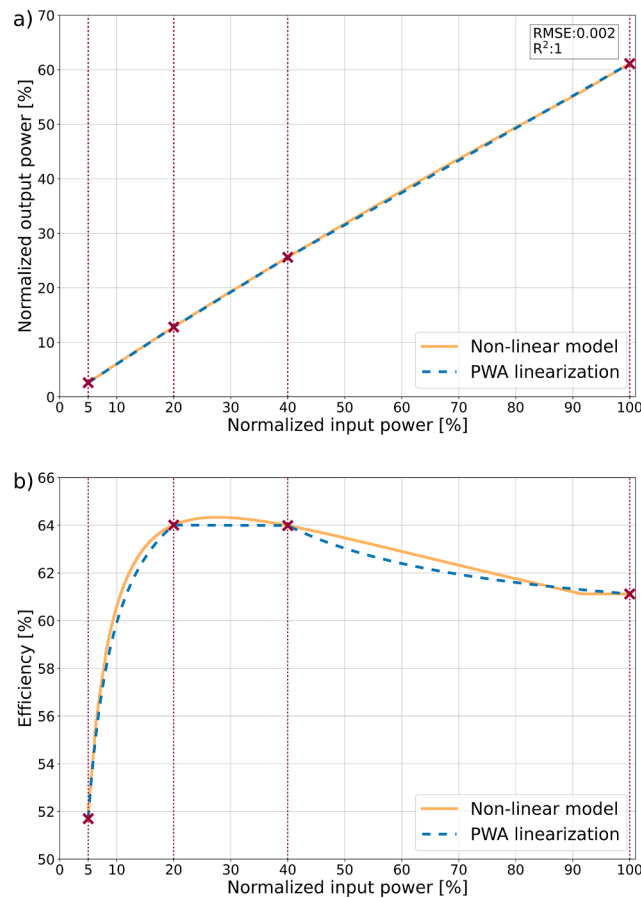 a)
RMSE:0.002
R²:1
70
60
50
40
30
20
10
0
Normalized output power [%]
Non-linear model
PWA linearization
0 5 10 20 30 40 50 60 70 80 90 100
Normalized input power [%]
b)
66
64
62
60
58
56
54
52
50
Efficiency [%]
Non-linear model
PWA linearization
0 5 10 20 30 40 50 60 70 80 90 100
Normalized input power [%]